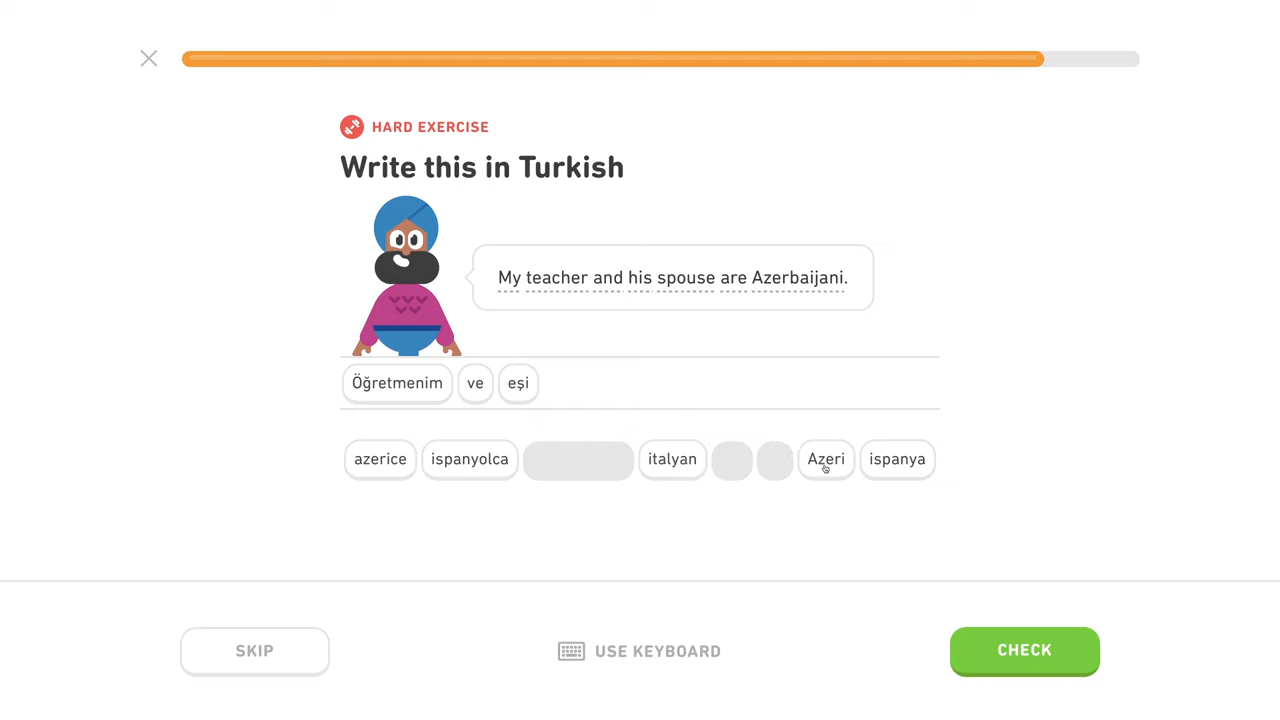 HARD EXERCISE
Write this in Turkish
My teacher and his spouse are Azerbaijani.
Öğretmenim ve eşi
azerice ispanyolca italyan Azeri ispanya
SKIP USE KEYBOARD CHECK